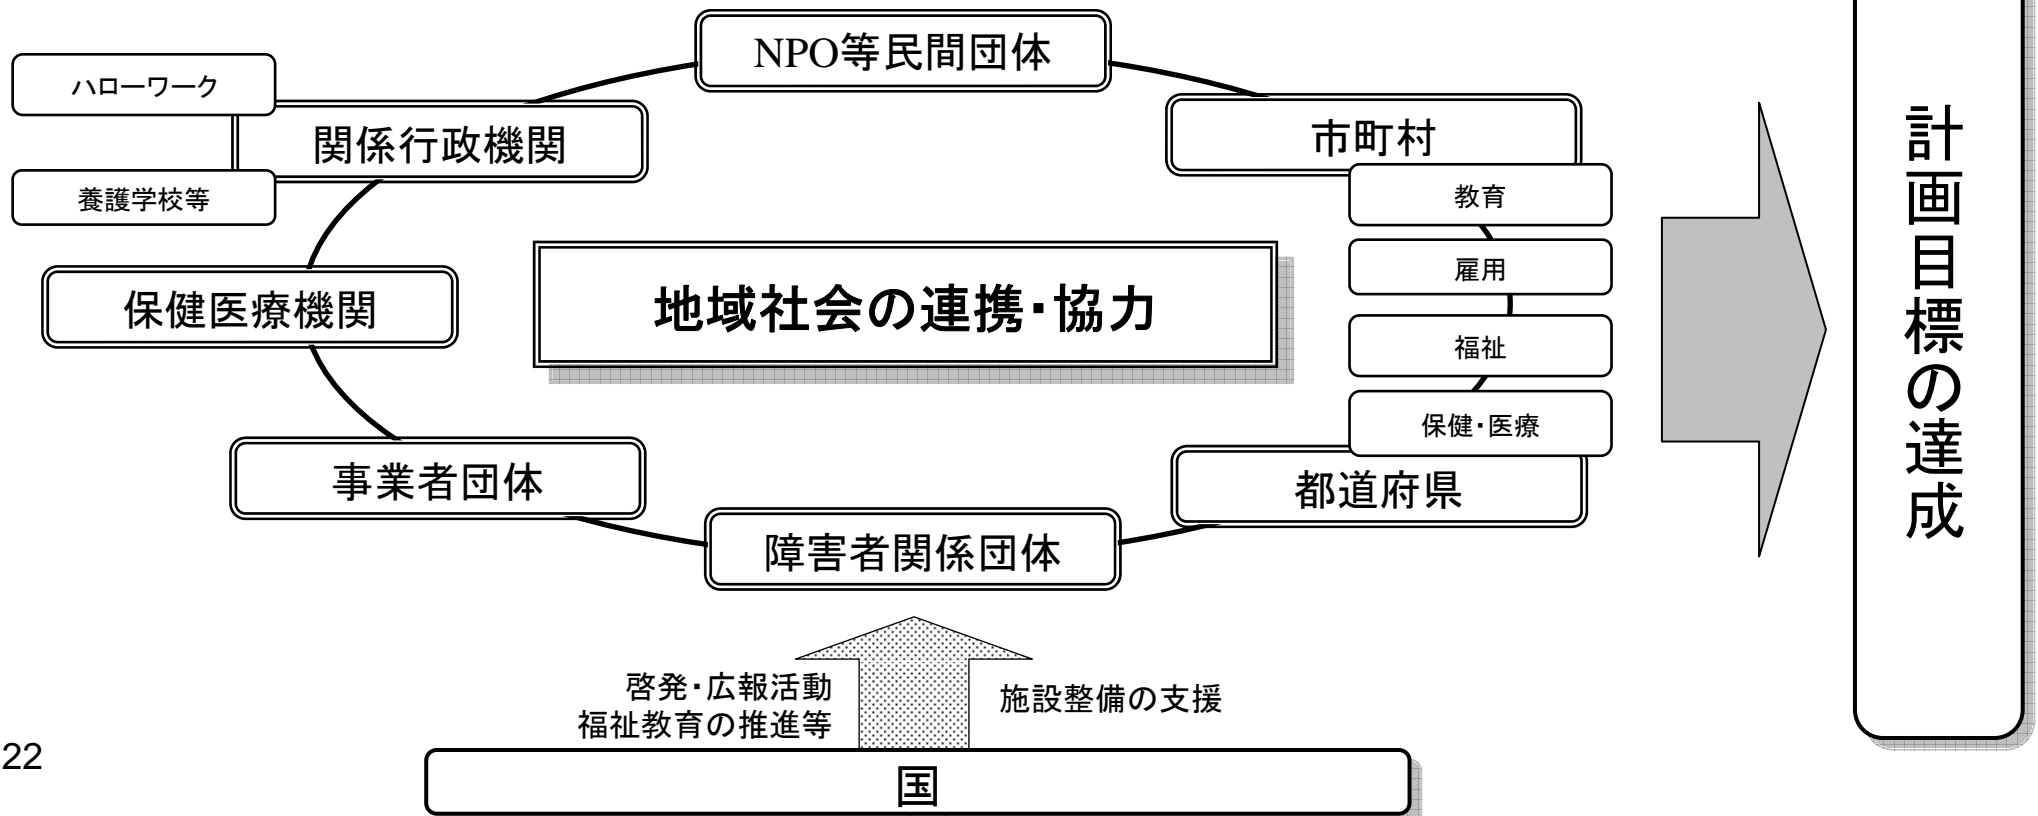 NPO等民間団体
ハローワーク
関係行政機関
養護学校等
市町村
教育
雇用
福祉
保健・医療
都道府県
保健医療機関
地域社会の連携・協力
事業者団体
障害者関係団体
計画目標の達成
啓発・広報活動
福祉教育の推進等
施設整備の支援
国
22